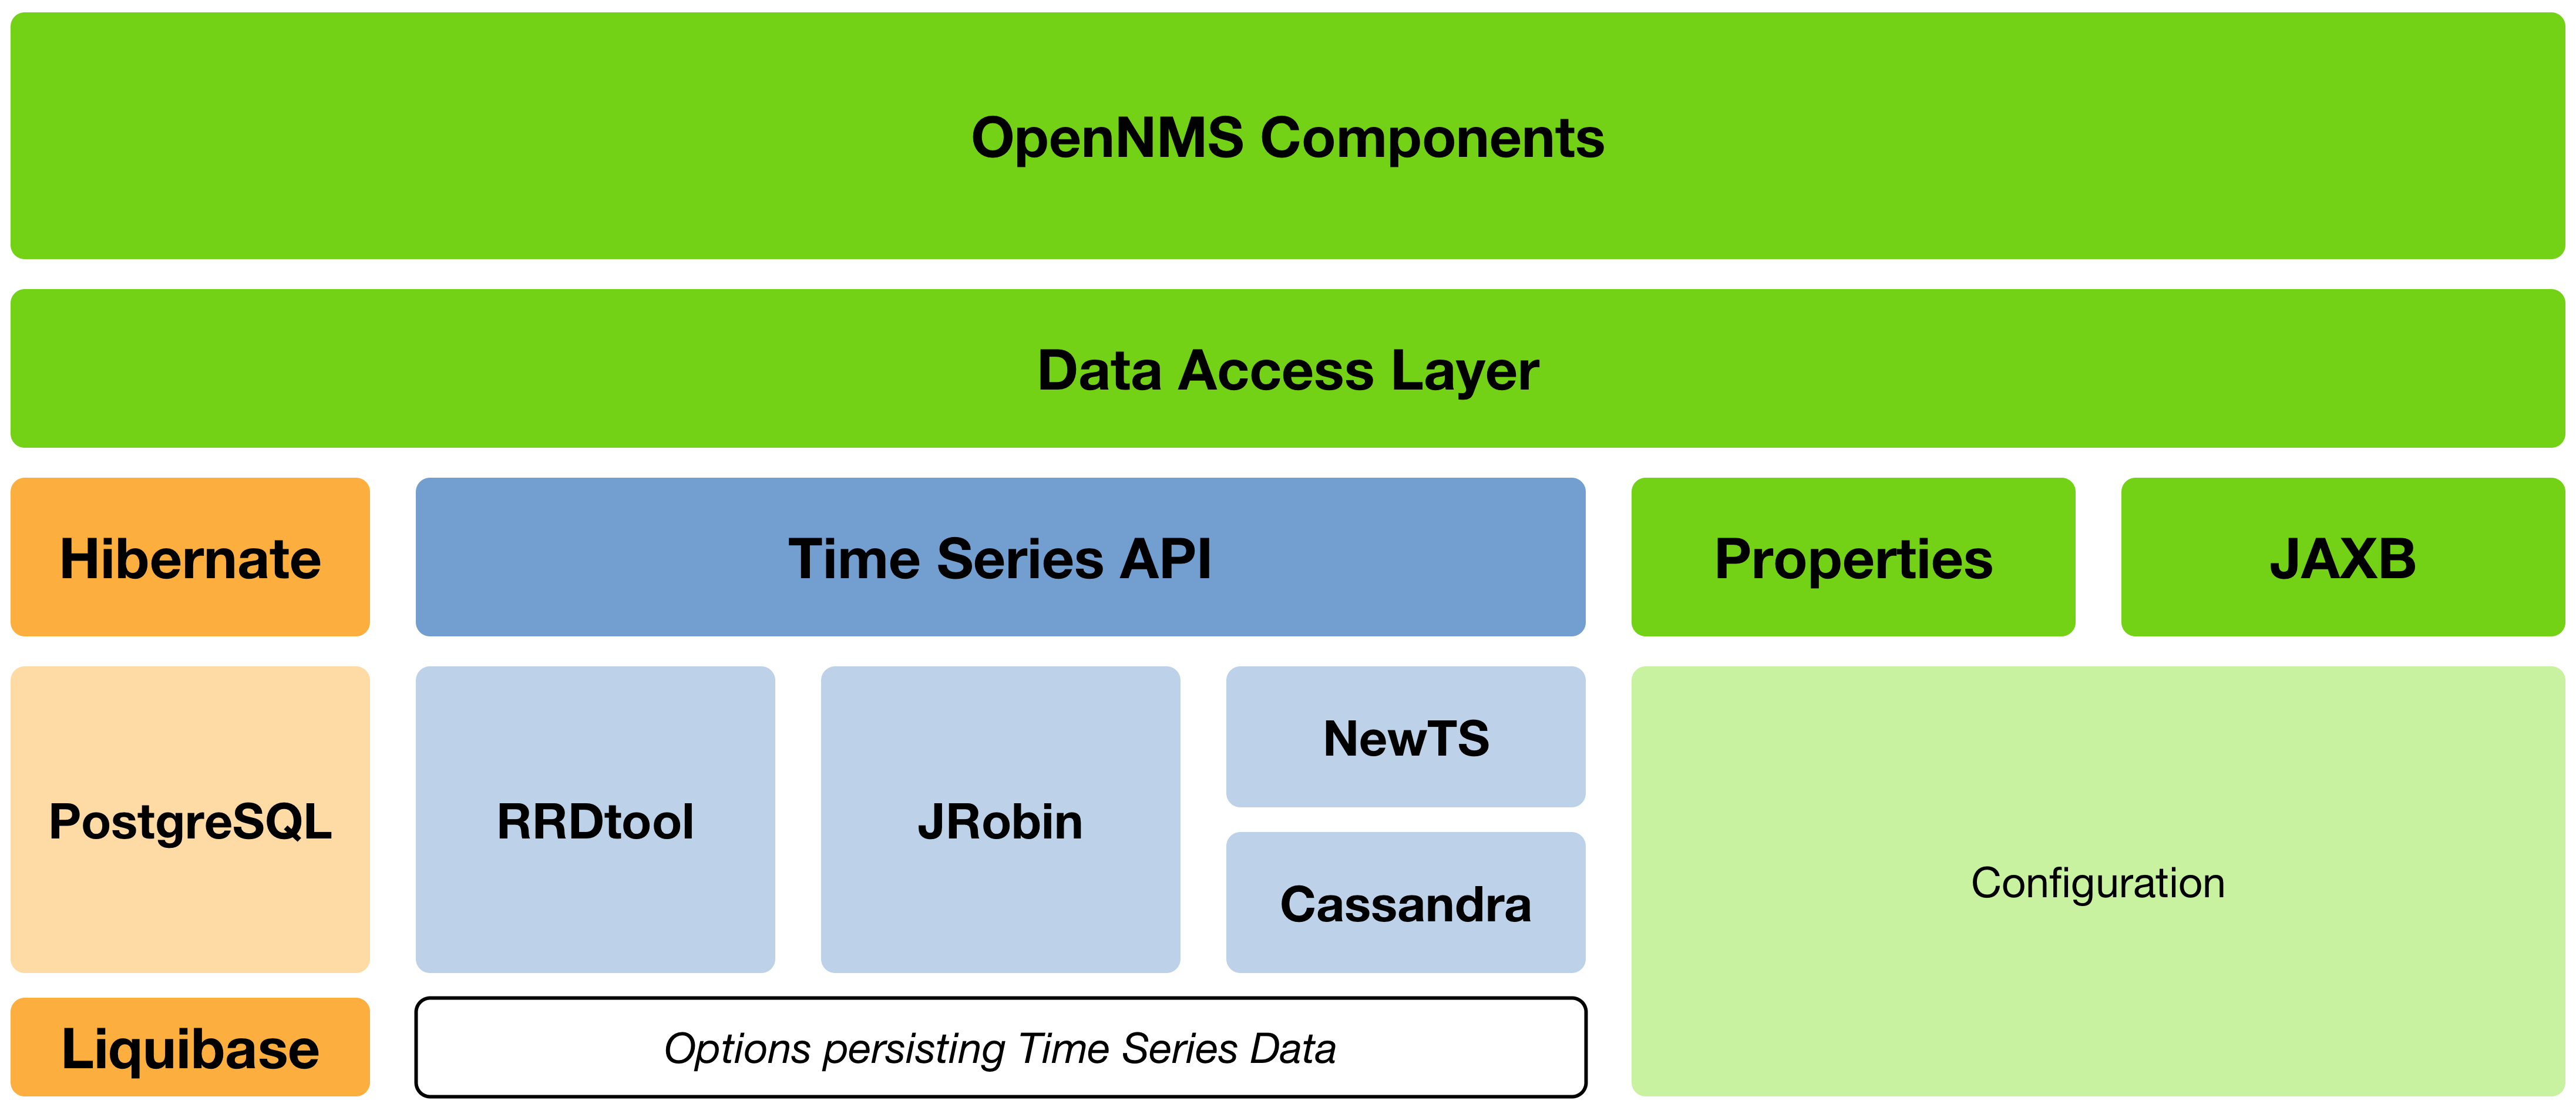 OpenNMS Components
Data Access Layer
Hibernate
Time Series API
Properties
JAXB
PostgreSQL
RRDtool
JRobin
NewTS
Cassandra
Configuration
Liquibase
Options persisting Time Series Data